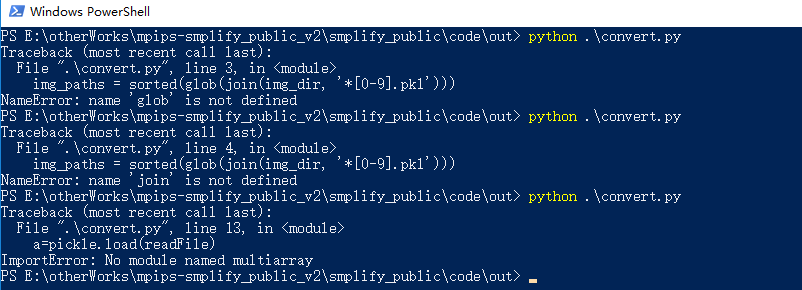 Windows PowerShell
PS E:\otherWorks\mpips-smplify_public_v2\smplify_public\code\out> python .\convert.py
Traceback (most recent call last):
  File ".\convert.py", line 3, in <module>
    img_paths = sorted(glob(join(img_dir, '*[0-9].pkl')))
NameError: name 'glob' is not defined
PS E:\otherWorks\mpips-smplify_public_v2\smplify_public\code\out> python .\convert.py
Traceback (most recent call last):
  File ".\convert.py", line 4, in <module>
    img_paths = sorted(glob(join(img_dir, '*[0-9].pkl')))
NameError: name 'join' is not defined
PS E:\otherWorks\mpips-smplify_public_v2\smplify_public\code\out> python .\convert.py
Traceback (most recent call last):
  File ".\convert.py", line 13, in <module>
    a=pickle.load(readFile)
ImportError: No module named multiarray
PS E:\otherWorks\mpips-smplify_public_v2\smplify_public\code\out>